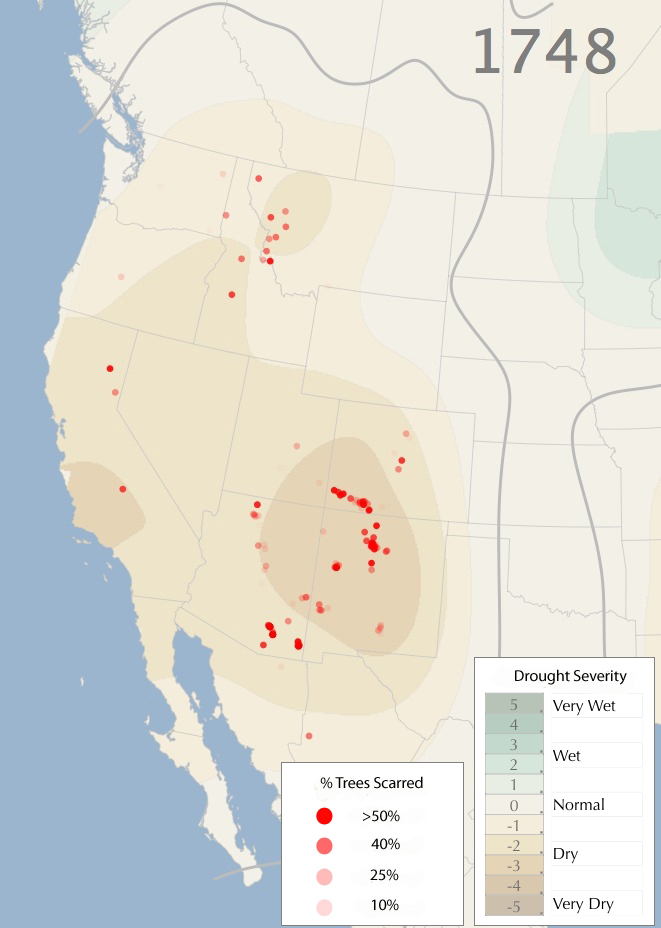 1748
Drought Severity
5 Very Wet
4
3
Wet
2
1
0 Normal
-1
-2
Dry
-3
-4
-5 Very Dry
% Trees Scarred
>50%
40%
25%
10%